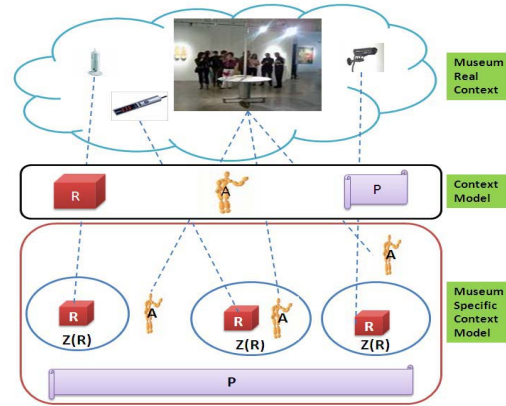 Museum
Real
Context
R
A
P
Context
Model
A
R
Z(R)
A
R
A
Z(R)
R
Z(R)
Museum
Specific
Context
Model
P